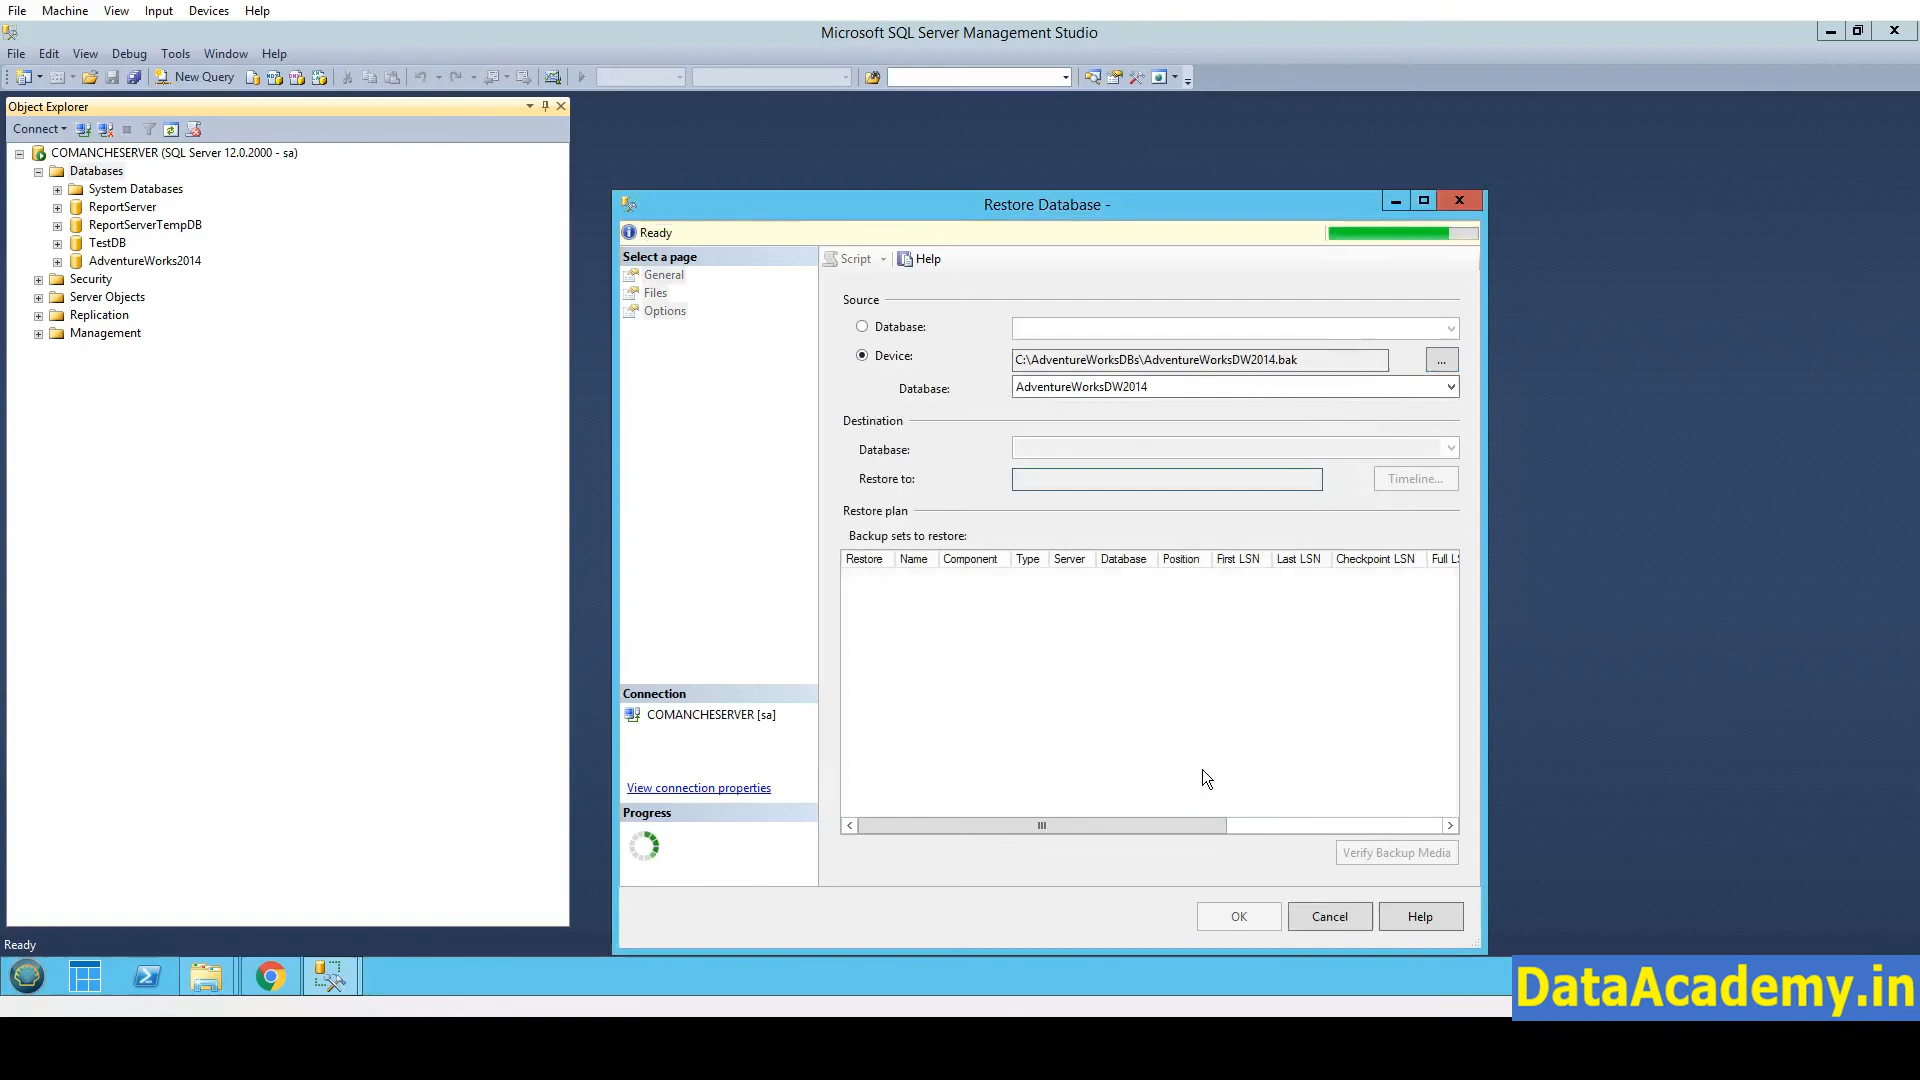 File Machine View Input Devices Help
Microsoft SQL Server Management Studio
File Edit View Debug Tools Window Help
New Query
Object Explorer
Connect
COMANCHESERVER (SQL Server 12.0.2000 - sa)
Databases
System Databases
ReportServer
ReportServerTempDB
TestDB
AdventureWorks2014
Security
Server Objects
Replication
Management
Restore Database -
Ready
Select a page
General
Files
Options
Script Help
Source
Database:
Device: C:\AdventureWorksDBs\AdventureWorksDW2014.bak ...
Database: AdventureWorksDW2014
Destination
Database:
Restore to: Timeline...
Restore plan
Backup sets to restore:
Restore Name Component Type Server Database Position First LSN Last LSN Checkpoint LSN Full LS
Connection
COMANCHESERVER [sa]
View connection properties
Progress
Verify Backup Media
OK Cancel Help
Ready
DataAcademy.in